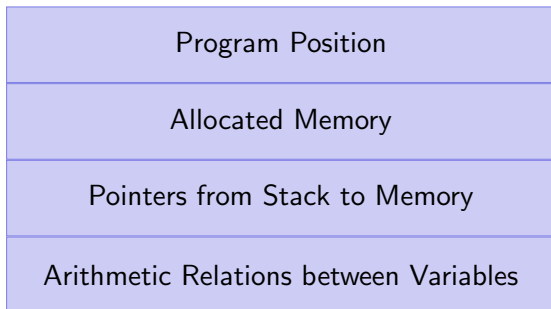 Program Position
Allocated Memory
Pointers from Stack to Memory
Arithmetic Relations between Variables